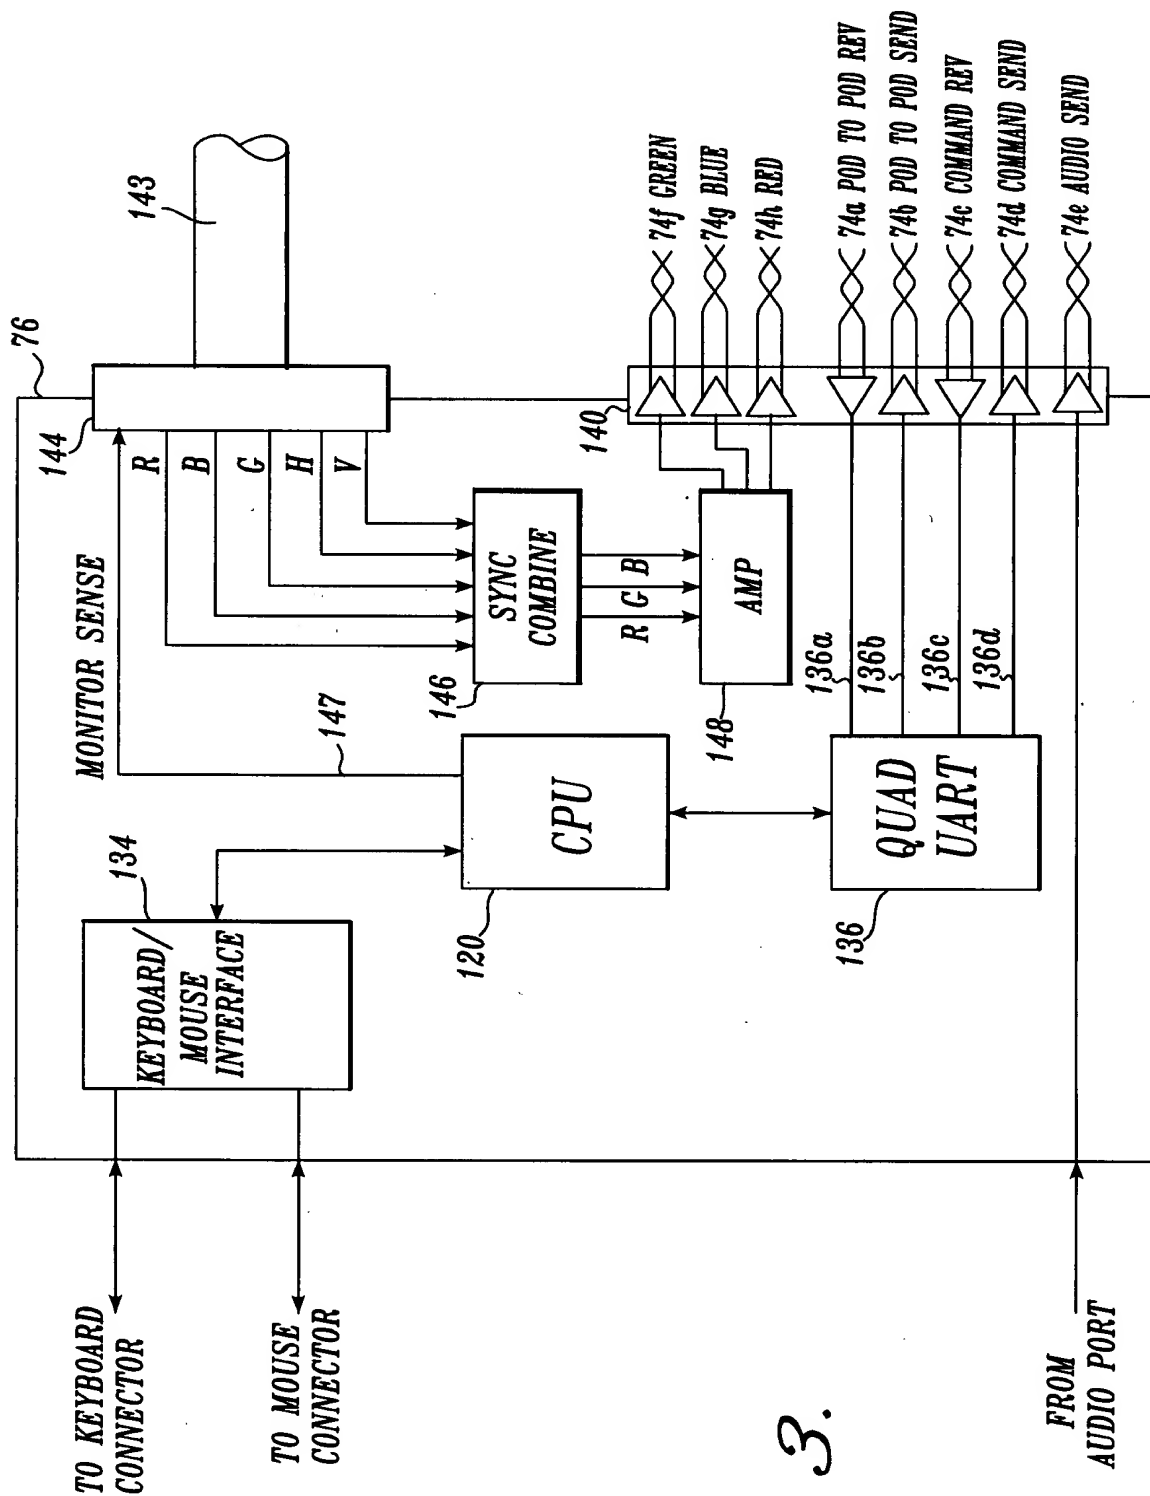 TO KEYBOARD
CONNECTOR
TO MOUSE
CONNECTOR
FROM
AUDIO PORT
3.
KEYBOARD/
MOUSE
INTERFACE
134
MONITOR SENSE
147
CPU
120
QUAD
UART
136
136a
136b
136c
136d
144
R
B
G
H
V
SYNC
COMBINE
146
R
G
B
AMP
148
76
143
140
74f GREEN
74g BLUE
74h RED
74a POD TO POD REV
74b POD TO POD SEND
74c COMMAND REV
74d COMMAND SEND
74e AUDIO SEND